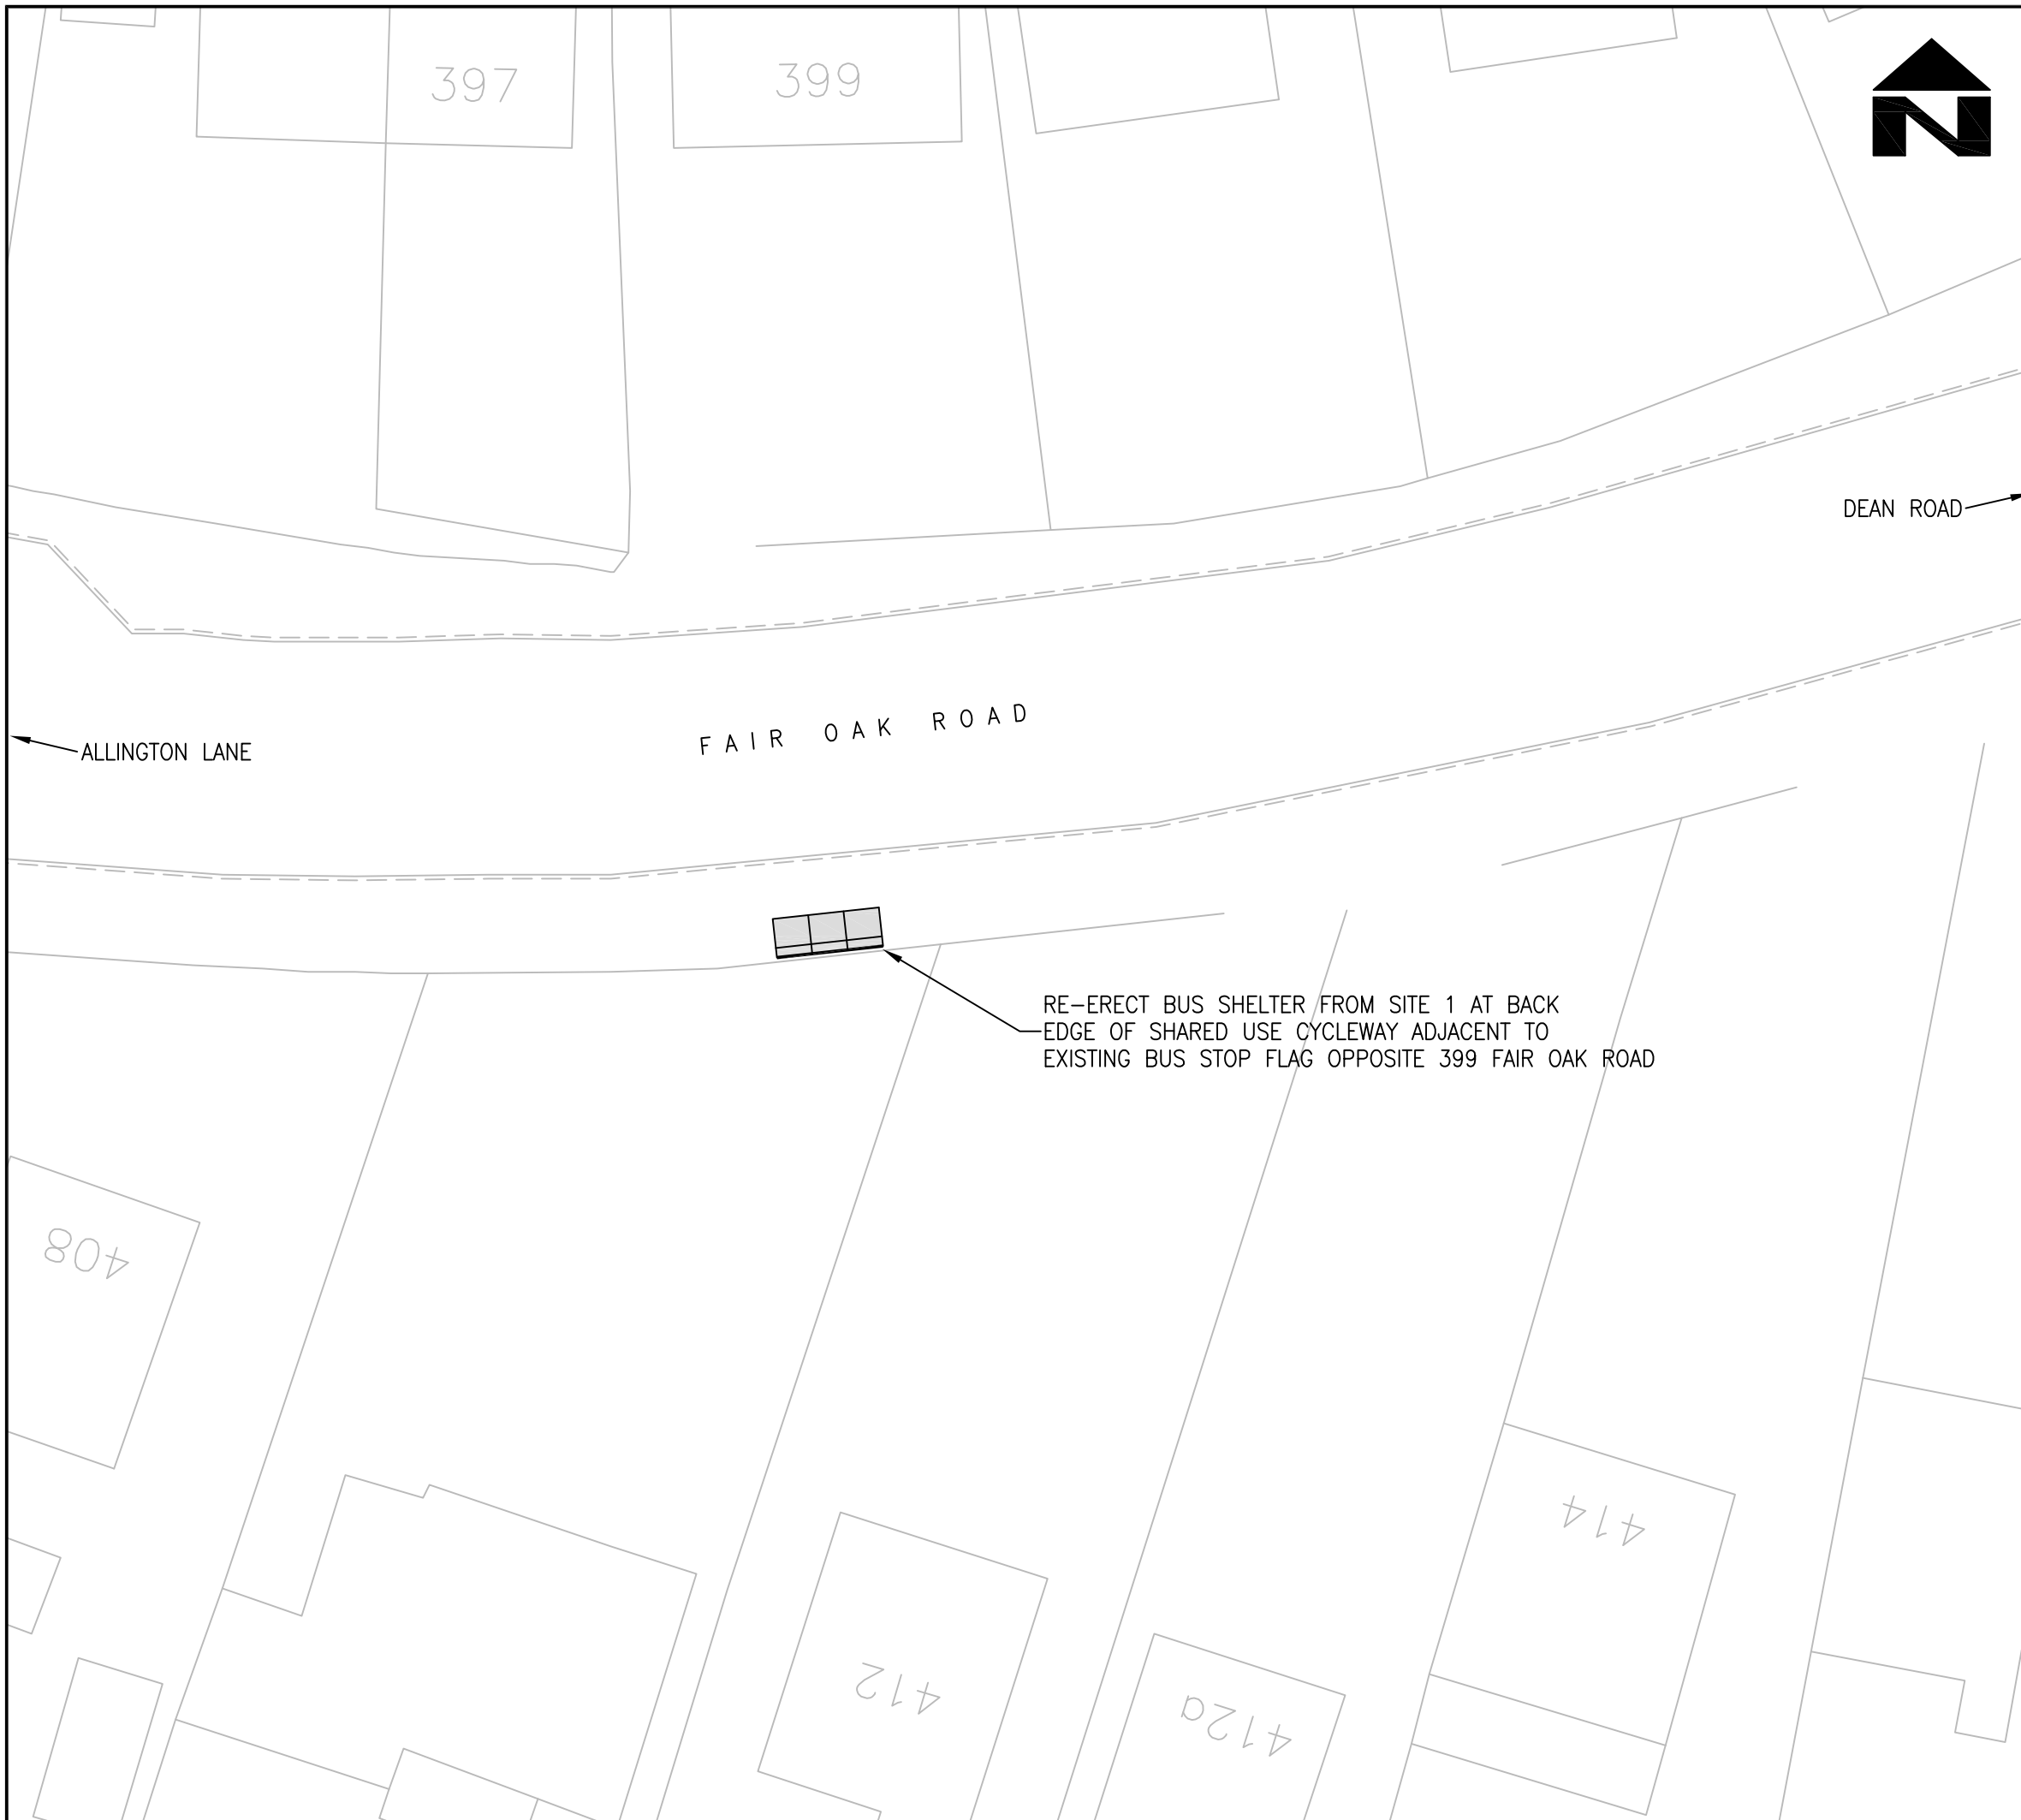 397
399
N
DEAN ROAD
FAIR OAK ROAD
ALLINGTON LANE
RE-ERECT BUS SHELTER FROM SITE 1 AT BACK
EDGE OF SHARED USE CYCLEWAY ADJACENT TO
EXISTING BUS STOP FLAG OPPOSITE 399 FAIR OAK ROAD
408
414
412
412a